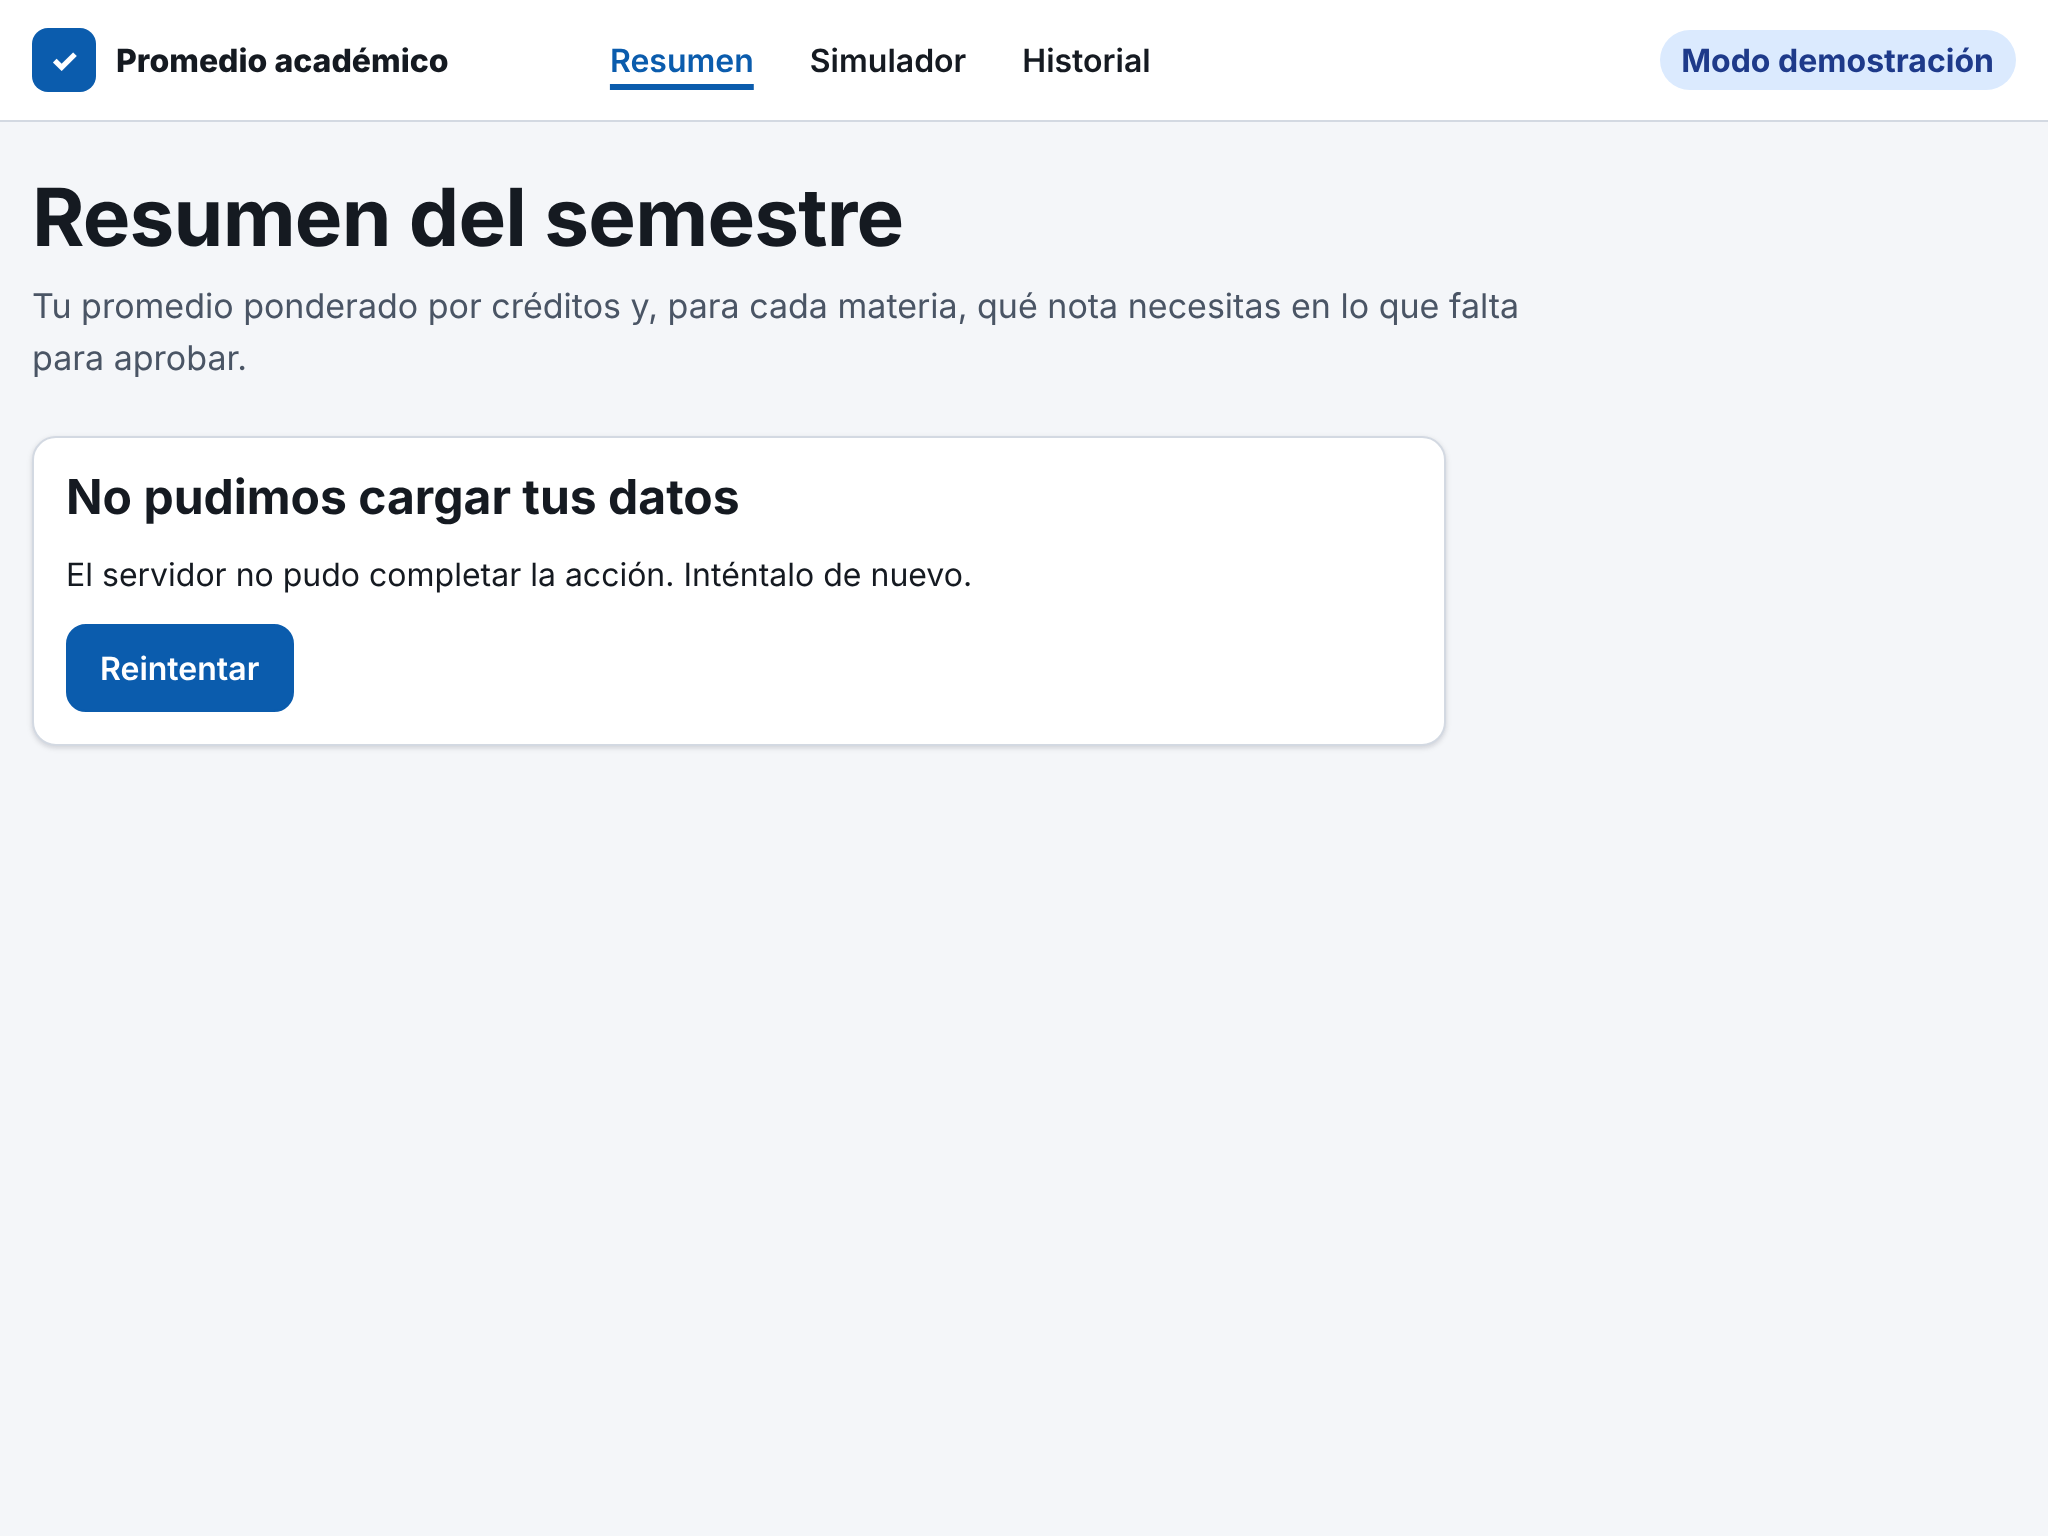 Promedio académico
Resumen
Simulador
Historial
Modo demostración
Resumen del semestre
Tu promedio ponderado por créditos y, para cada materia, qué nota necesitas en lo que falta
para aprobar.
No pudimos cargar tus datos
El servidor no pudo completar la acción. Inténtalo de nuevo.
Reintentar